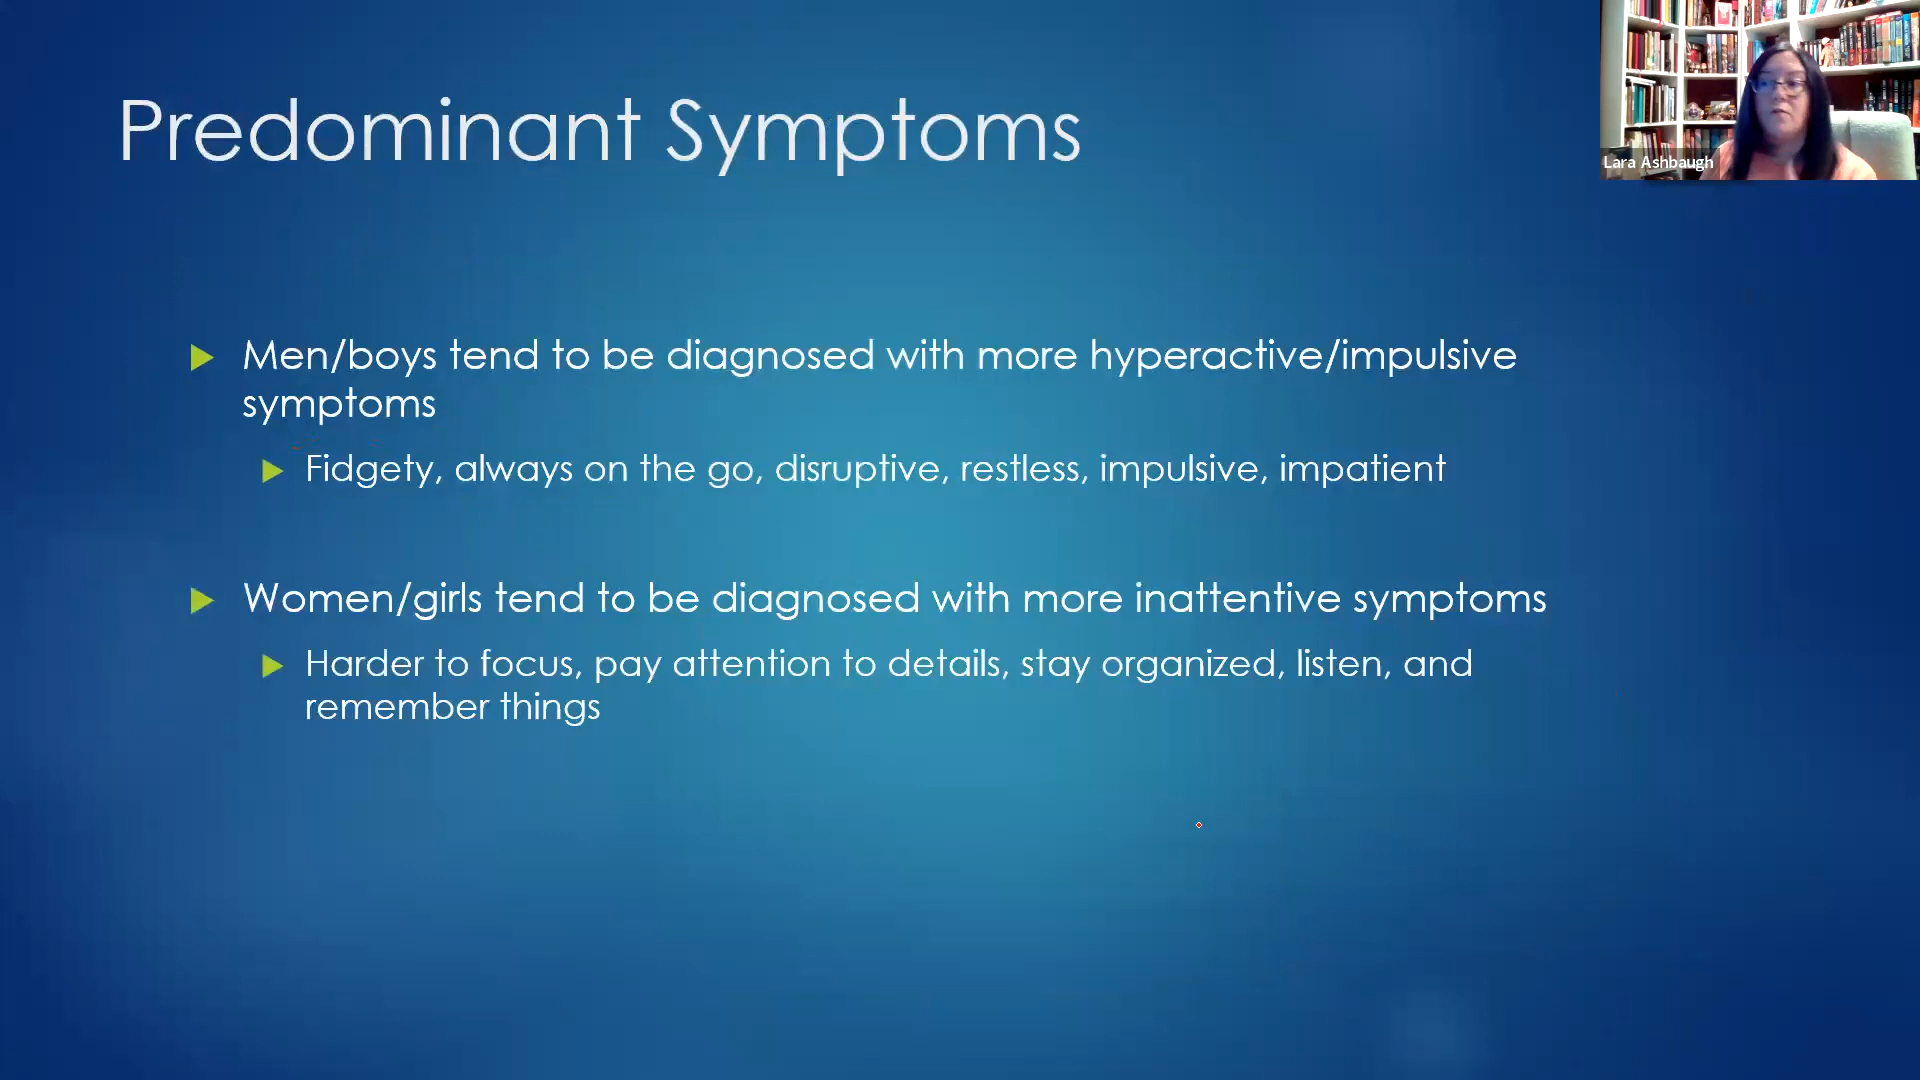 Predominant Symptoms
Lara Ashbaugh
Men/boys tend to be diagnosed with more hyperactive/impulsive
symptoms
Fidgety, always on the go, disruptive, restless, impulsive, impatient
Women/girls tend to be diagnosed with more inattentive symptoms
Harder to focus, pay attention to details, stay organized, listen, and
remember things